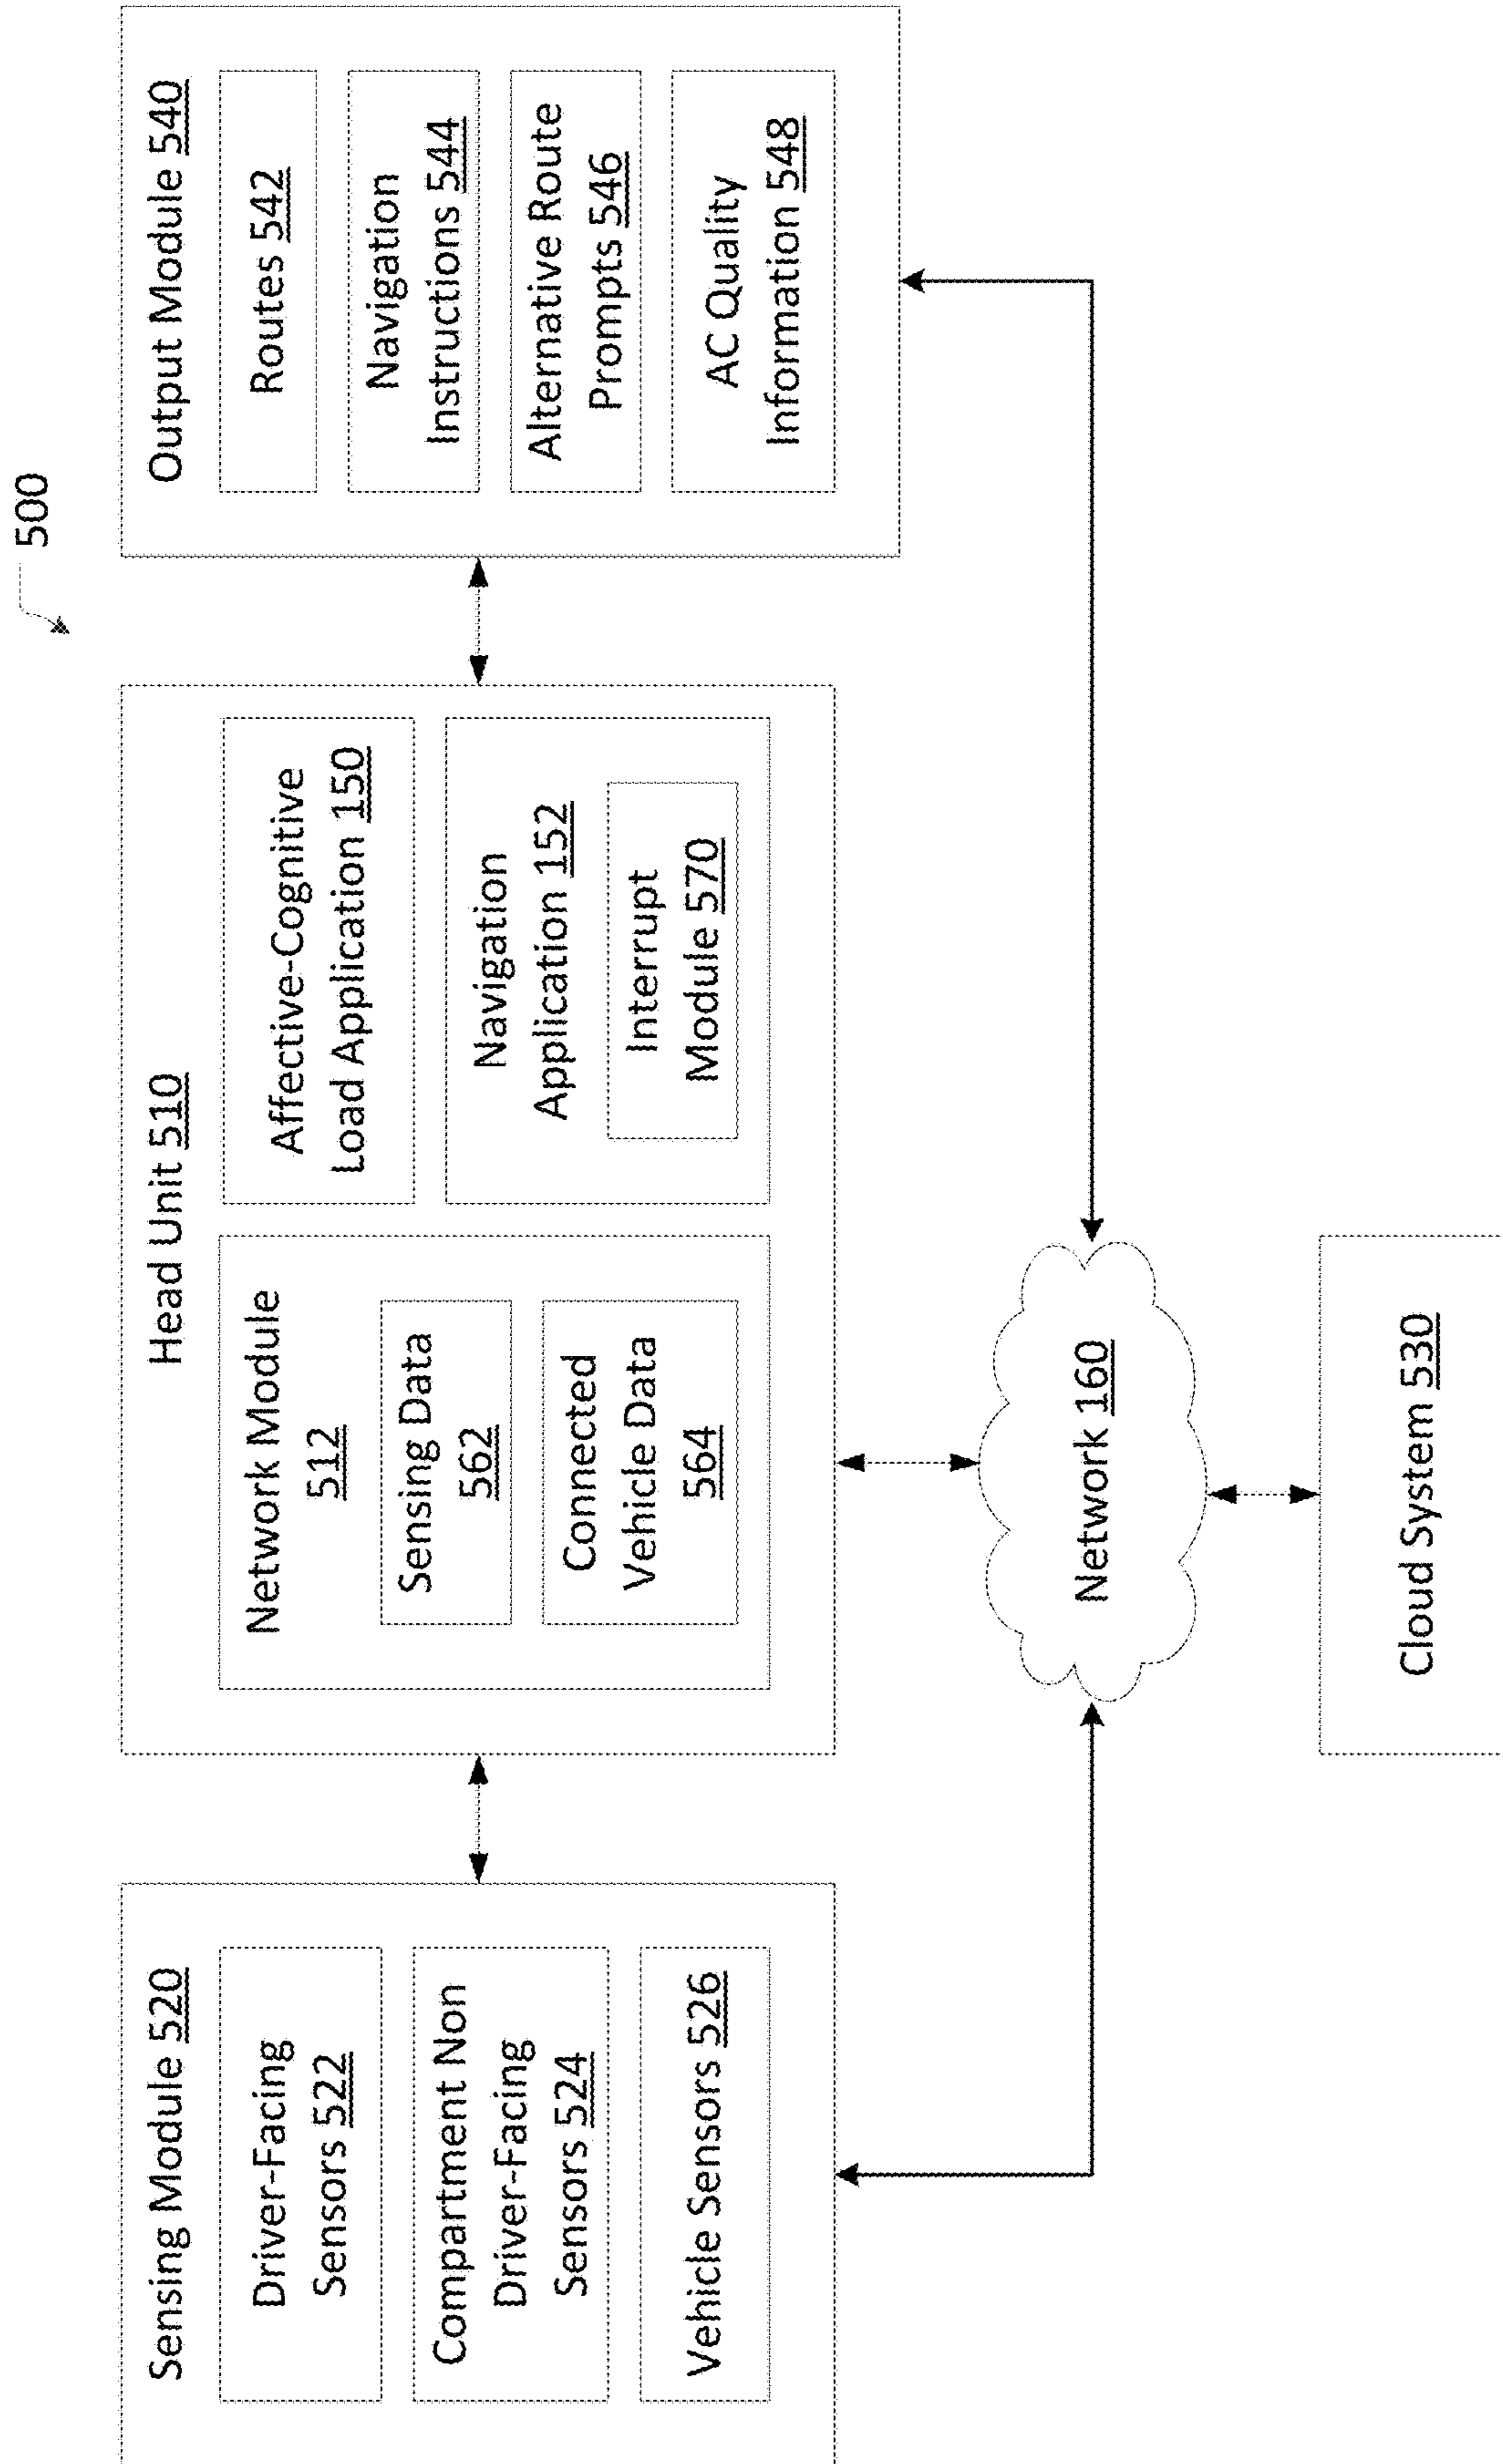 500
Sensing Module 520
Driver-Facing
Sensors 522
Compartment Non
Driver-Facing
Sensors 524
Vehicle Sensors 526
Head Unit 510
Network Module
512
Sensing Data
562
Connected
Vehicle Data
564
Affective-Cognitive
Load Application 150
Navigation
Application 152
Interrupt
Module 570
Output Module 540
Routes 542
Navigation
Instructions 544
Alternative Route
Prompts 546
AC Quality
Information 548
Network 160
Cloud System 530